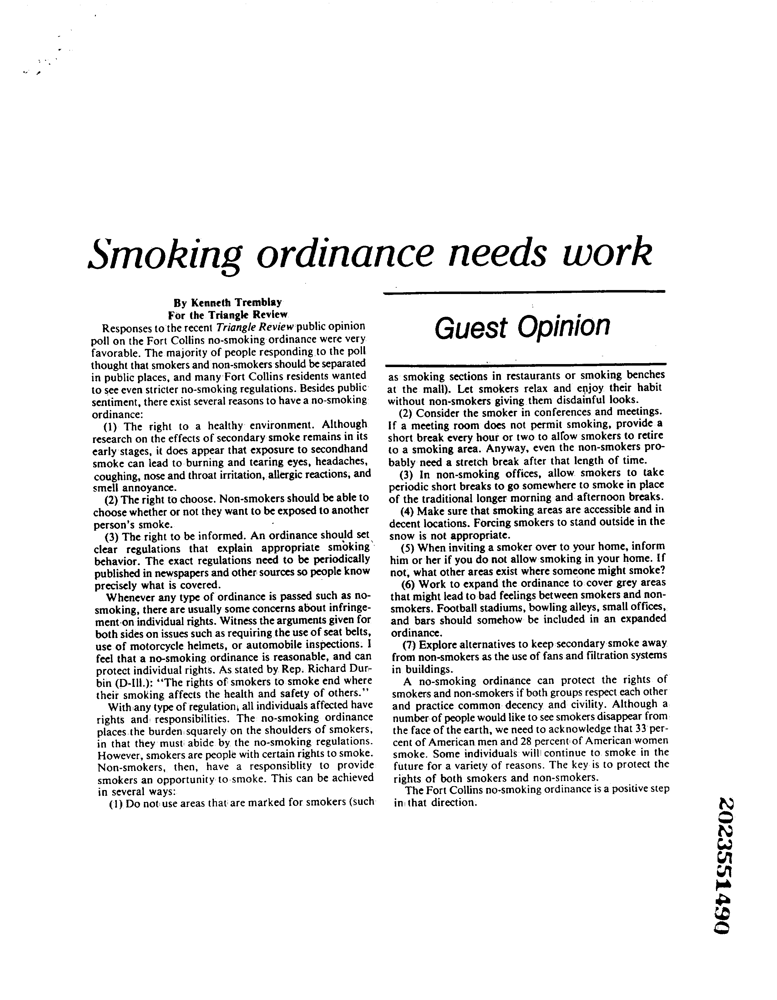 Smoking ordinance needs work
By Kenneth Tremblay
For the Triangle Review
Responses to the recent Triangle Review public opinion
poll on the Fort Collins no-smoking ordinance were very
favorable. The majority of people responding to the poll
thought that smokers and non-smokers should be separated
in public places, and many Fort Collins residents wanted
to see even stricter no-smoking regulations. Besides public
sentiment, there exist several reasons to have a no-smoking
ordinance:
(1) The right to a healthy environment. Although
research on the effects of secondary smoke remains in its
early stages, it does appear that exposure to secondhand
smoke can lead to burning and tearing eyes, headaches,
coughing, nose and throat irritation, allergic reactions, and
smell annoyance.
(2) The right to choose. Non-smokers should be able to
choose whether or not they want to be exposed to another
person's smoke.
(3) The right to be informed. An ordinance should set
clear regulations that explain appropriate smoking
behavior. The exact regulations need to be periodically
published in newspapers and other sources so people know
precisely what is covered.
Whenever any type of ordinance is passed such as no-
smoking, there are usually some concerns about infringe-
ment on individual rights. Witness the arguments given for
both sides on issues such as requiring the use of seat belts,
use of motorcycle helmets, or automobile inspections. I
feel that a no-smoking ordinance is reasonable, and can
protect individual rights. As stated by Rep. Richard Dur-
bin (D-Ill.): "The rights of smokers to smoke end where
their smoking affects the health and safety of others."
With any type of regulation, all individuals affected have
rights and responsibilities. The no-smoking ordinance
places the burden squarely on the shoulders of smokers,
in that they must abide by the no-smoking regulations.
However, smokers are people with certain rights to smoke.
Non-smokers, then, have a responsiblity to provide
smokers an opportunity to smoke. This can be achieved
in several ways:
(1) Do not use areas that are marked for smokers (such
Guest Opinion
as smoking sections in restaurants or smoking benches
at the mall). Let smokers relax and enjoy their habit
without non-smokers giving them disdainful looks.
(2) Consider the smoker in conferences and meetings.
If a meeting room does not permit smoking, provide a
short break every hour or two to allow smokers to retire
to a smoking area. Anyway, even the non-smokers pro-
bably need a stretch break after that length of time.
(3) In non-smoking offices, allow smokers to take
periodic short breaks to go somewhere to smoke in place
of the traditional longer morning and afternoon breaks.
(4) Make sure that smoking areas are accessible and in
decent locations. Forcing smokers to stand outside in the
snow is not appropriate.
(5) When inviting a smoker over to your home, inform
him or her if you do not allow smoking in your home. If
not, what other areas exist where someone might smoke?
(6) Work to expand the ordinance to cover grey areas
that might lead to bad feelings between smokers and non-
smokers. Football stadiums, bowling alleys, small offices,
and bars should somehow be included in an expanded
ordinance.
(7) Explore alternatives to keep secondary smoke away
from non-smokers as the use of fans and filtration systems
in buildings.
A no-smoking ordinance can protect the rights of
smokers and non-smokers if both groups respect each other
and practice common decency and civility. Although a
number of people would like to see smokers disappear from
the face of the earth, we need to acknowledge that 33 per-
cent of American men and 28 percent of American women
smoke. Some individuals will continue to smoke in the
future for a variety of reasons. The key is to protect the
rights of both smokers and non-smokers.
The Fort Collins no-smoking ordinance is a positive step
in that direction.
2023551490